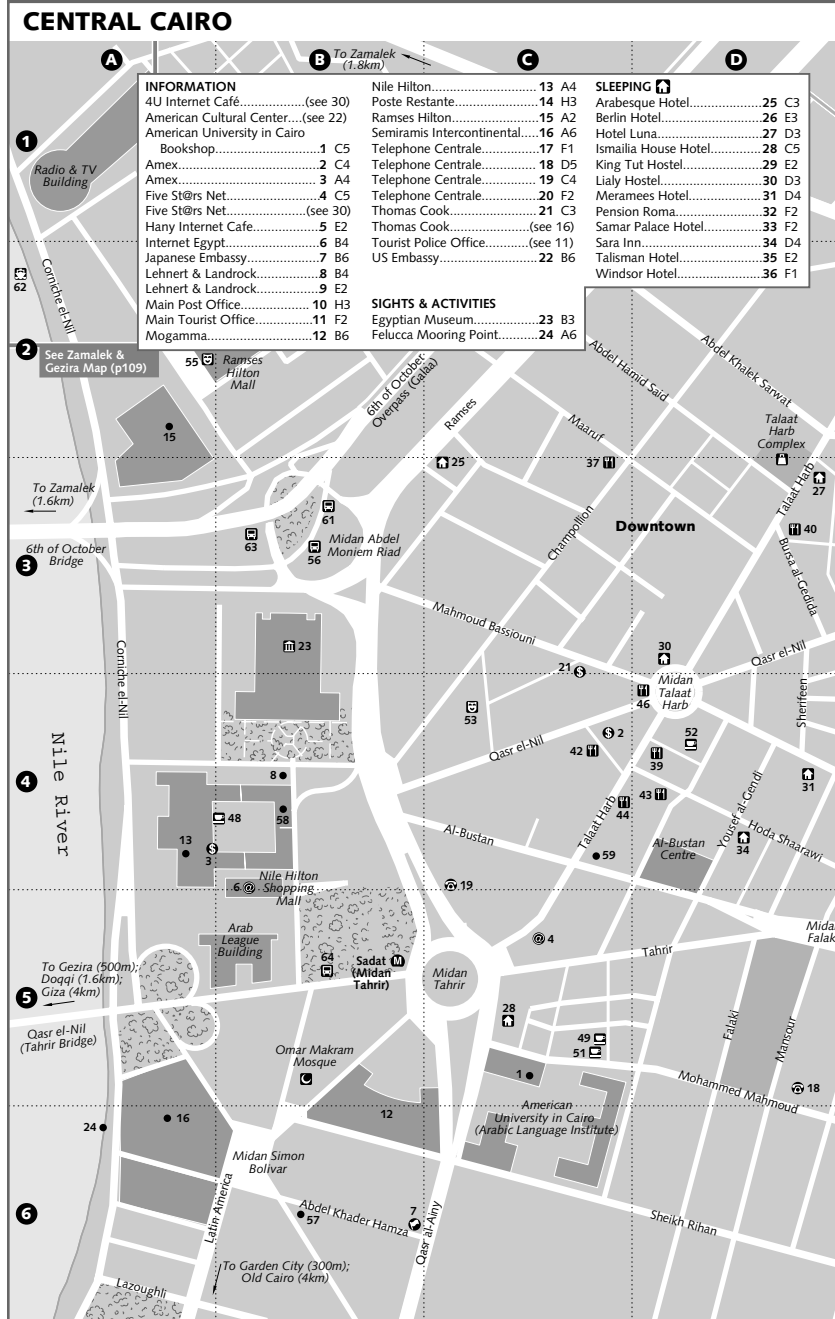 CENTRAL CAIRO
A
B
C
D
To Zamalek
(1.8km)
INFORMATION
4U Internet Café....................(see 30)
American Cultural Center....(see 22)
American University in Cairo
Bookshop..........................1 C5
Amex.....................................2 C4
Amex.....................................3 A4
Five St@rs Net........................4 C5
Five St@rs Net.......................(see 30)
Hany Internet Cafe................5 E2
Internet Egypt.......................6 B4
Japanese Embassy..................7 B6
Lehnert & Landrock...............8 B4
Lehnert & Landrock...............9 E2
Main Post Office..................10 H3
Main Tourist Office..............11 F2
Mogamma............................12 B6
Nile Hilton...........................13 A4
Poste Restante.....................14 H3
Ramses Hilton......................15 A2
Semiramis Intercontinental....16 A6
Telephone Centrale...............17 F1
Telephone Centrale...............18 D5
Telephone Centrale...............19 C4
Telephone Centrale...............20 F2
Thomas Cook.......................21 C3
Thomas Cook.......................(see 16)
Tourist Police Office.............(see 11)
US Embassy.........................22 B6
SIGHTS & ACTIVITIES
Egyptian Museum.................23 B3
Felucca Mooring Point..........24 A6
SLEEPING
Arabesque Hotel...................25 C3
Berlin Hotel..........................26 E3
Hotel Luna...........................27 D3
Ismailia House Hotel.............28 C5
King Tut Hostel.....................29 E2
Lialy Hostel..........................30 D3
Meramees Hotel...................31 D4
Pension Roma......................32 F2
Samar Palace Hotel...............33 F2
Sara Inn................................34 D4
Talisman Hotel.....................35 E2
Windsor Hotel......................36 F1
1
Radio & TV
Building
62
Corniche el-Nil
2
See Zamalek &
Gezira Map (p109)
55
Ramses
Hilton
Mall
6th of October
Overpass (Galaa)
Ramses
Abdel Hamid Said
Abdel Khalek Sarwat
Maaruf
Talaat
Harb
Complex
15
25
37
27
To Zamalek
(1.6km)
61
Talaat Harb
Downtown
40
63
56
Midan Abdel
Moniem Riad
Champollion
6th of October
Bridge
3
Bursa al-Gedida
Mahmoud Bassiouni
Corniche el-Nil
23
21
30
Qasr el-Nil
Midan
Talaat
Harb
46
53
Sherifeen
Nile River
Qasr el-Nil
2
42
52
39
4
8
31
58
48
43
44
Yousef al-Gendi
Hoda Shaarawi
Al-Bustan
Talaat Harb
13
3
59
Al-Bustan
Centre
34
Nile Hilton
Shopping
Mall
6
19
Arab
League
Building
4
Midan
Falak
64
Sadat
(Midan
Tahrir)
M
Midan
Tahrir
Tahrir
To Gezira (500m);
Doqqi (1.6km);
Giza (4km)
5
28
Qasr el-Nil
(Tahrir Bridge)
Omar Makram
Mosque
49
51
Falaki
Mansour
1
18
Mohammed Mahmoud
American
University in Cairo
(Arabic Language Institute)
24
16
12
Midan Simon
Bolivar
6
Latin America
57
Abdel Khader Hamza
7
Qasr al-Ainy
Sheikh Rihan
To Garden City (300m);
Old Cairo (4km)
Lazoughli